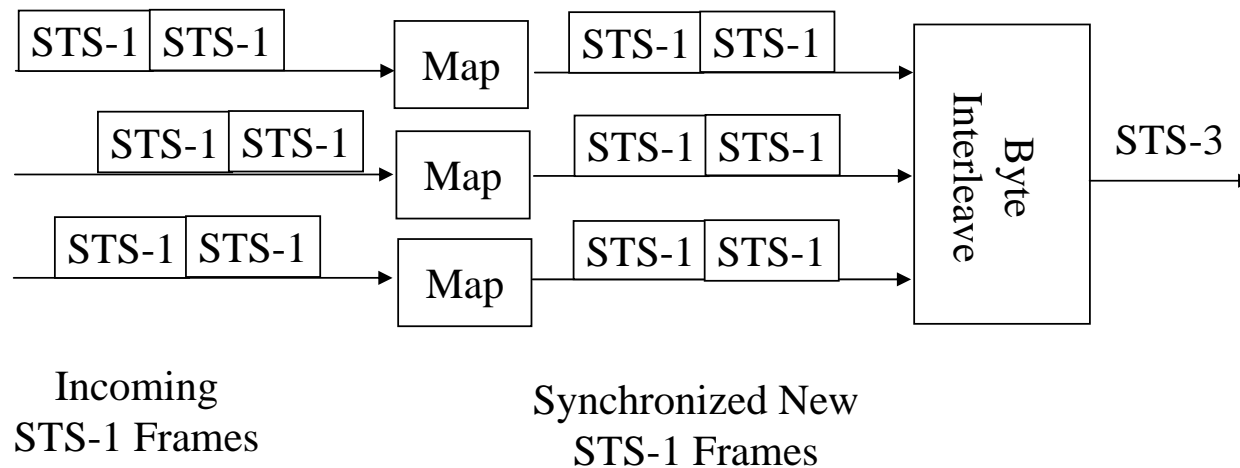 STS-1 STS-1
Map
STS-1 STS-1
STS-1 STS-1
Map
STS-1 STS-1
STS-1 STS-1
Map
STS-1 STS-1
Byte
Interleave
STS-3
Incoming
STS-1 Frames
Synchronized New
STS-1 Frames